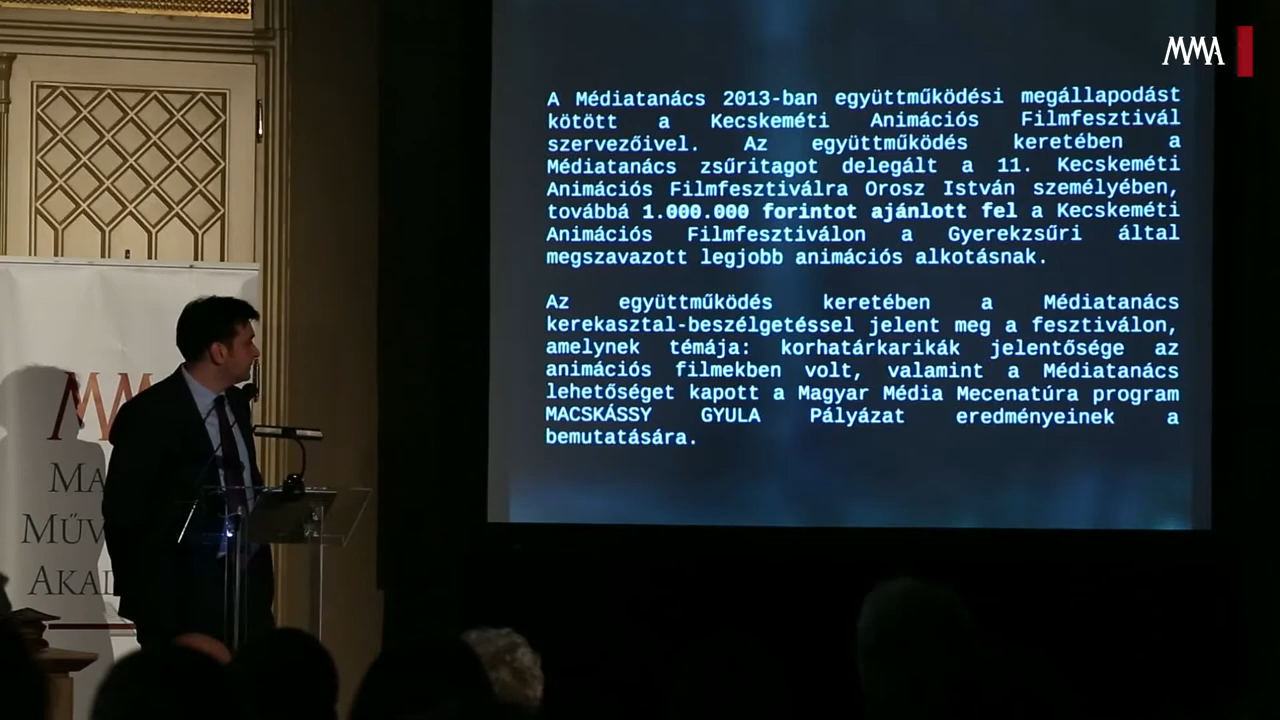 MMA
A Médiatanács 2013-ban együttműködési megállapodást
kötött a Kecskeméti Animációs Filmfesztivál
szervezőivel. Az együttműködés keretében a
Médiatanács zsűritagot delegált a 11. Kecskeméti
Animációs Filmfesztiválra Orosz István személyében,
továbbá 1.000.000 forintot ajánlott fel a Kecskeméti
Animációs Filmfesztiválon a Gyerekzsűri által
megszavazott legjobb animációs alkotásnak.
Az együttműködés keretében a Médiatanács
kerekasztal-beszélgetéssel jelent meg a fesztiválon,
amelynek témája: korhatárkarikák jelentősége az
animációs filmekben volt, valamint a Médiatanács
lehetőséget kapott a Magyar Média Mecenatúra program
MACSKÁSSY GYULA Pályázat eredményeinek a
bemutatására.
MM
MA
MŰV
AKAD